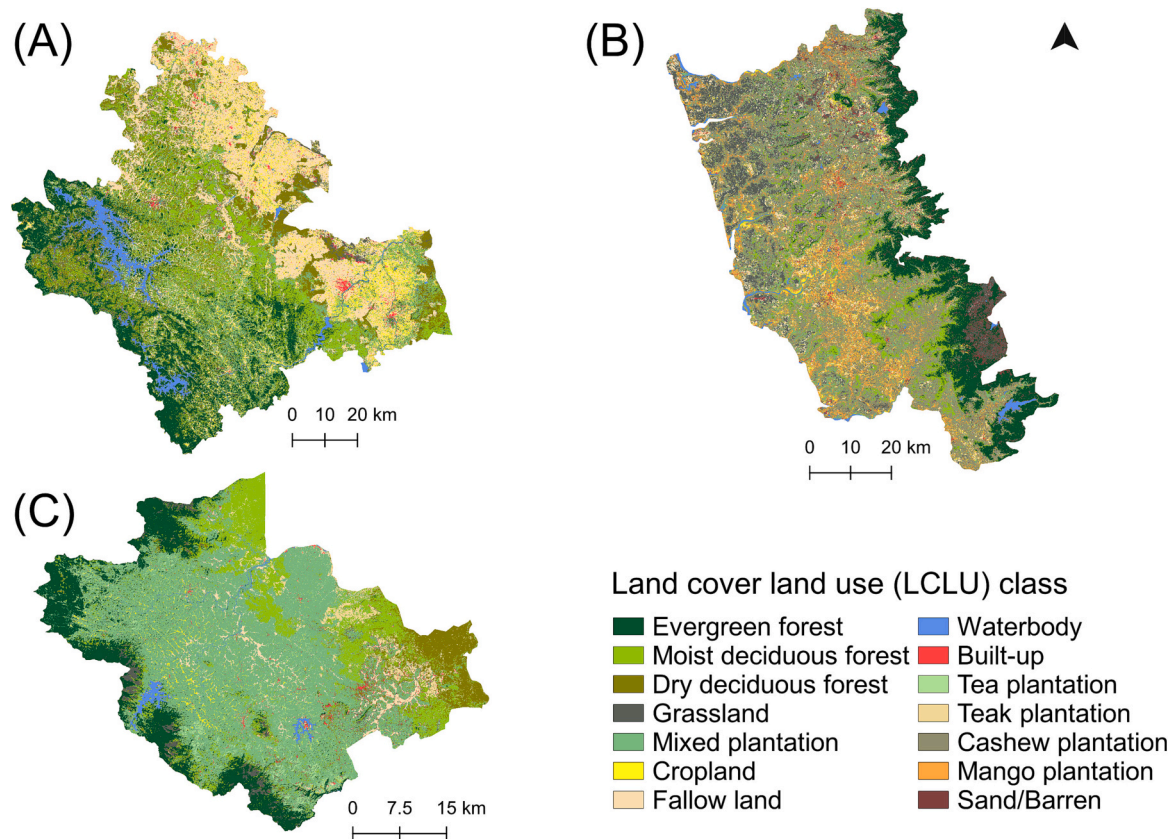 (A)
(B)
0 10 20 km
0 10 20 km
(C)
0 7.5 15 km
Land cover land use (LCLU) class
Evergreen forest
Moist deciduous forest
Dry deciduous forest
Grassland
Mixed plantation
Cropland
Fallow land
Waterbody
Built-up
Tea plantation
Teak plantation
Cashew plantation
Mango plantation
Sand/Barren